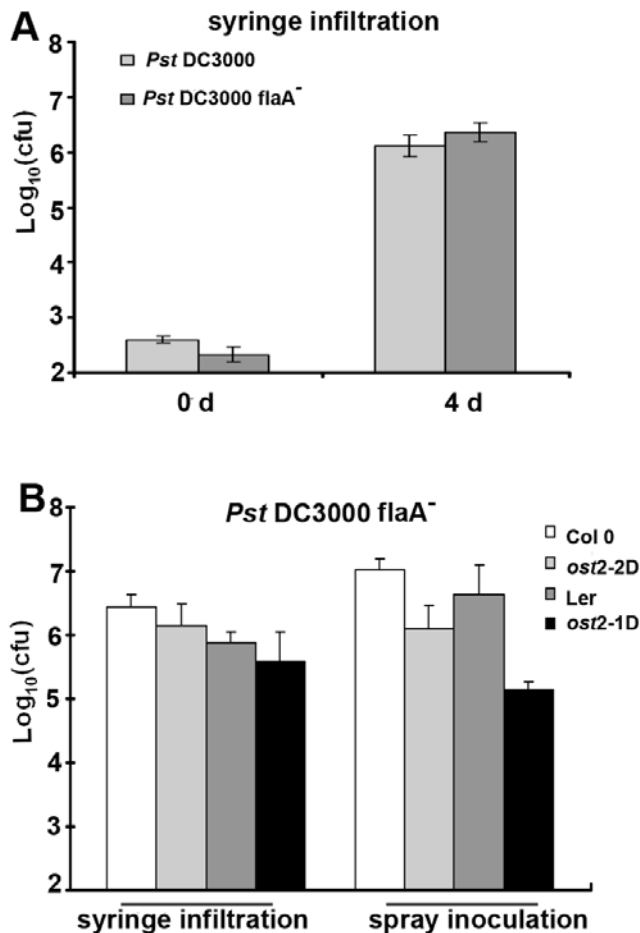 A
syringe infiltration
Pst DC3000
Pst DC3000 flaA-
Log10(cfu)
8
7
6
5
4
3
2
0 d
4 d
B
Pst DC3000 flaA-
Col 0
ost2-2D
Ler
ost2-1D
Log10(cfu)
8
7
6
5
4
3
2
syringe infiltration
spray inoculation